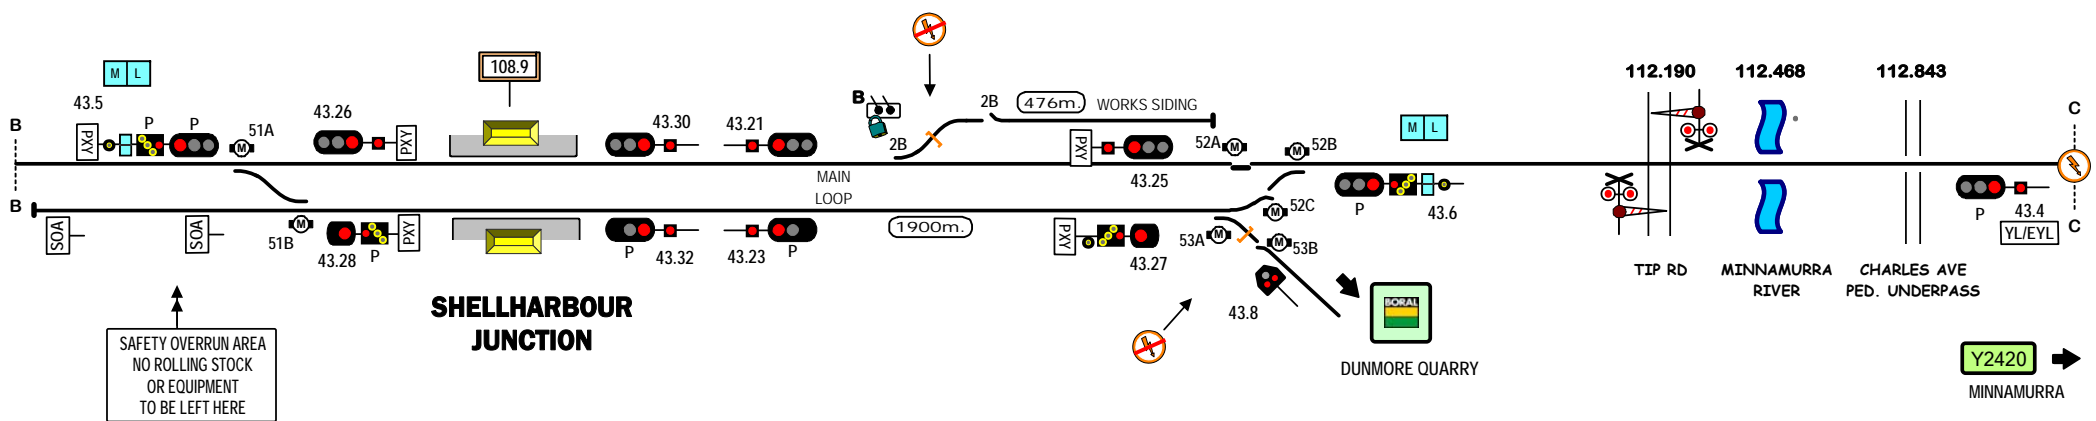 108.9
M L
43.5
P
P
51A
43.26
PXY
PXY
43.30
43.21
B
2B
2B
476m.
WORKS SIDING
M L
112.190
112.468
112.843
B
C
52A
52B
PXY
43.25
MAIN
LOOP
B
SOA
SOA
51B
43.28
P
PXY
P
43.32
43.23
P
1900m.
PXY
43.27
53A
52C
53B
43.8
P
43.6
P
43.4
YL/EYL
C
TIP RD
MINNAMURRA
RIVER
CHARLES AVE
PED. UNDERPASS
SHELLHARBOUR
JUNCTION
SAFETY OVERRUN AREA
NO ROLLING STOCK
OR EQUIPMENT
TO BE LEFT HERE
BORAL
DUNMORE QUARRY
Y2420
MINNAMURRA
M
M
M
M
M
M
M